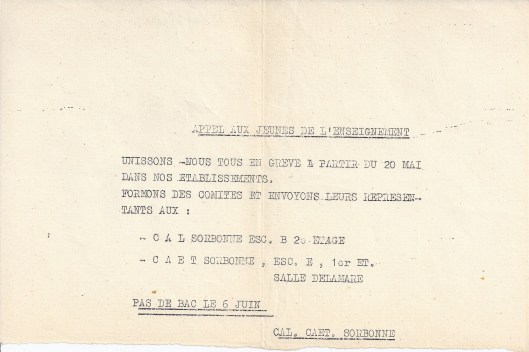 APPEL AUX JEUNES DE L'ENSEIGNEMENT
UNISSONS -NOUS TOUS EN GREVE A PARTIR DU 20 MAI
DANS NOS ETABLISSEMENTS.
FORMONS DES COMITES ET ENVOYONS LEURS REPRESEN-
TANTS AUX :
- C A L SORBONNE ESC. B 2e ETAGE
- C A E T SORBONNE , ESC. E , 1er ET.
SALLE DELAMARE
PAS DE BAC LE 6 JUIN
CAL. CAET. SORBONNE